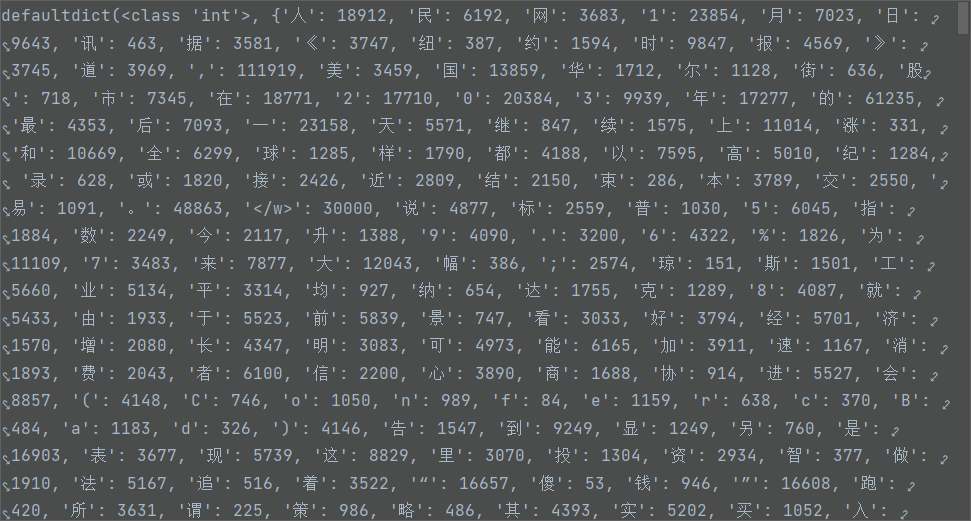 defaultdict(<class 'int'>, {'人': 18912, '民': 6192, '网': 3683, '1': 23854, '月': 7023, '日':
9643, '讯': 463, '据': 3581, '《': 3747, '纽': 387, '约': 1594, '时': 9847, '报': 4569, '》':
3745, '道': 3969, ',': 111919, '美': 3459, '国': 13859, '华': 1712, '尔': 1128, '街': 636, '股
': 718, '市': 7345, '在': 18771, '2': 17710, '0': 20384, '3': 9939, '年': 17277, '的': 61235,
'最': 4353, '后': 7093, '一': 23158, '天': 5571, '继': 847, '续': 1575, '上': 11014, '涨': 331,
'和': 10669, '全': 6299, '球': 1285, '样': 1790, '都': 4188, '以': 7595, '高': 5010, '纪': 1284,
'录': 628, '或': 1820, '接': 2426, '近': 2809, '结': 2150, '束': 286, '本': 3789, '交': 2550, '
易': 1091, '。': 48863, '</w>': 30000, '说': 4877, '标': 2559, '普': 1030, '5': 6045, '指':
1884, '数': 2249, '今': 2117, '升': 1388, '9': 4090, '.': 3200, '6': 4322, '%': 1826, '为':
11109, '7': 3483, '来': 7877, '大': 12043, '幅': 386, ';': 2574, '琼': 151, '斯': 1501, '工':
5660, '业': 5134, '平': 3314, '均': 927, '纳': 654, '达': 1755, '克': 1289, '8': 4087, '就':
5433, '由': 1933, '于': 5523, '前': 5839, '景': 747, '看': 3033, '好': 3794, '经': 5701, '济':
1570, '增': 2080, '长': 4347, '明': 3083, '可': 4973, '能': 6165, '加': 3911, '速': 1167, '消':
1893, '费': 2043, '者': 6100, '信': 2200, '心': 3890, '商': 1688, '协': 914, '进': 5527, '会':
8857, '(': 4148, 'C': 746, 'o': 1050, 'n': 989, 'f': 84, 'e': 1159, 'r': 638, 'c': 370, 'B':
484, 'a': 1183, 'd': 326, ')': 4146, '告': 1547, '到': 9249, '显': 1249, '另': 760, '是':
16903, '表': 3677, '现': 5739, '这': 8829, '里': 3070, '投': 1304, '资': 2934, '智': 377, '做':
1910, '法': 5167, '追': 516, '着': 3522, '“': 16657, '傻': 53, '钱': 946, '”': 16608, '跑':
420, '所': 3631, '谓': 225, '策': 986, '略': 486, '其': 4393, '实': 5202, '买': 1052, '入':